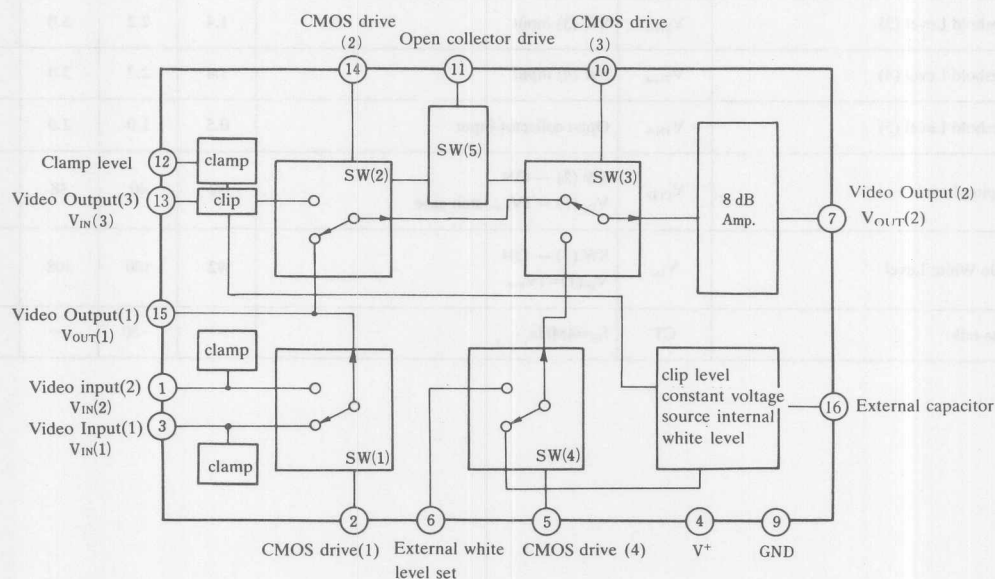 CMOS drive
(2)
Open collector drive
CMOS drive
(3)
14
11
10
Clamp level
12
clamp
SW(2)
SW(5)
SW(3)
Video Output(3)
13
clip
VIN(3)
8 dB
Amp.
Video Output(2)
7
VOUT(2)
Video Output(1)
15
VOUT(1)
clamp
Video input(2)
1
VIN(2)
Video Input(1)
3
VIN(1)
clamp
SW(1)
SW(4)
clip level
constant voltage
source internal
white level
16
External capacitor
2
6
5
4
9
CMOS drive(1)
External white
level set
CMOS drive (4)
V+
GND